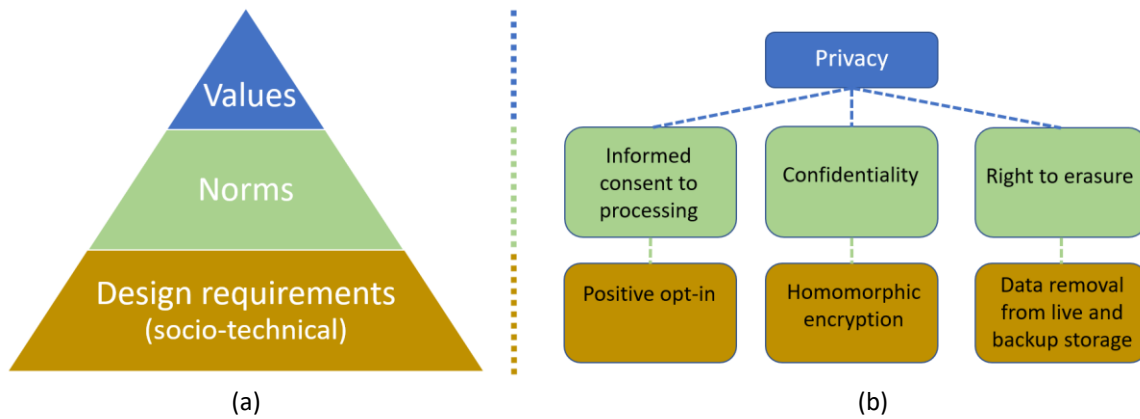 Values
Norms
Design requirements
(socio-technical)
(a)
Privacy
Informed
consent to
processing
Confidentiality
Right to erasure
Positive opt-in
Homomorphic
encryption
Data removal
from live and
backup storage
(b)